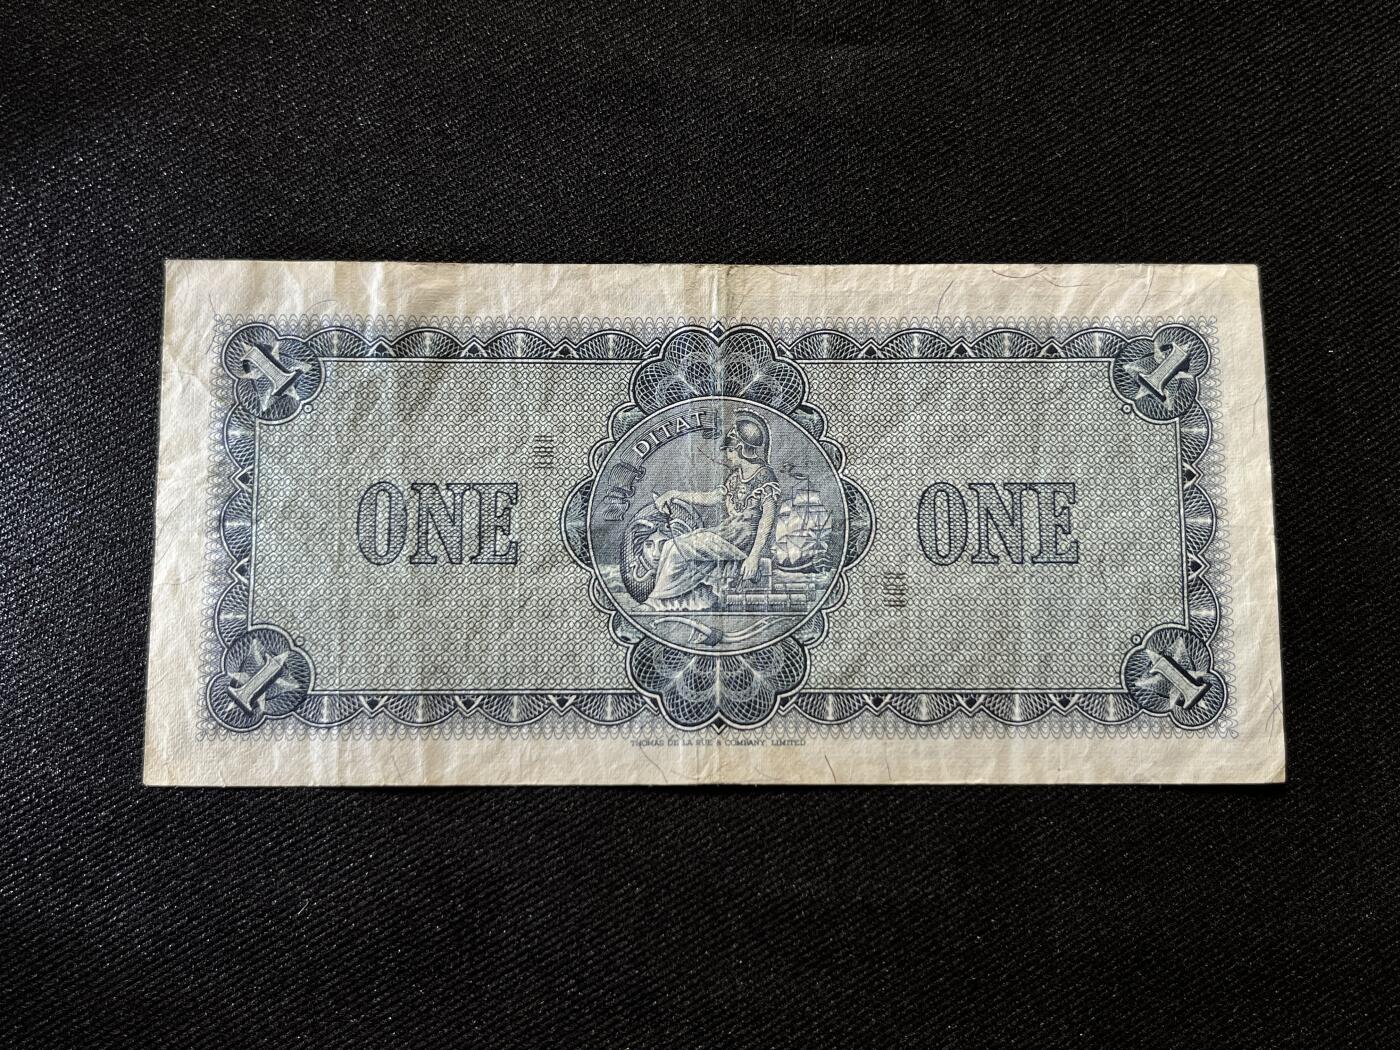 1
1
DITAT
ONE
ONE
1
1
THOMAS DE LA RUE & COMPANY, LIMITED